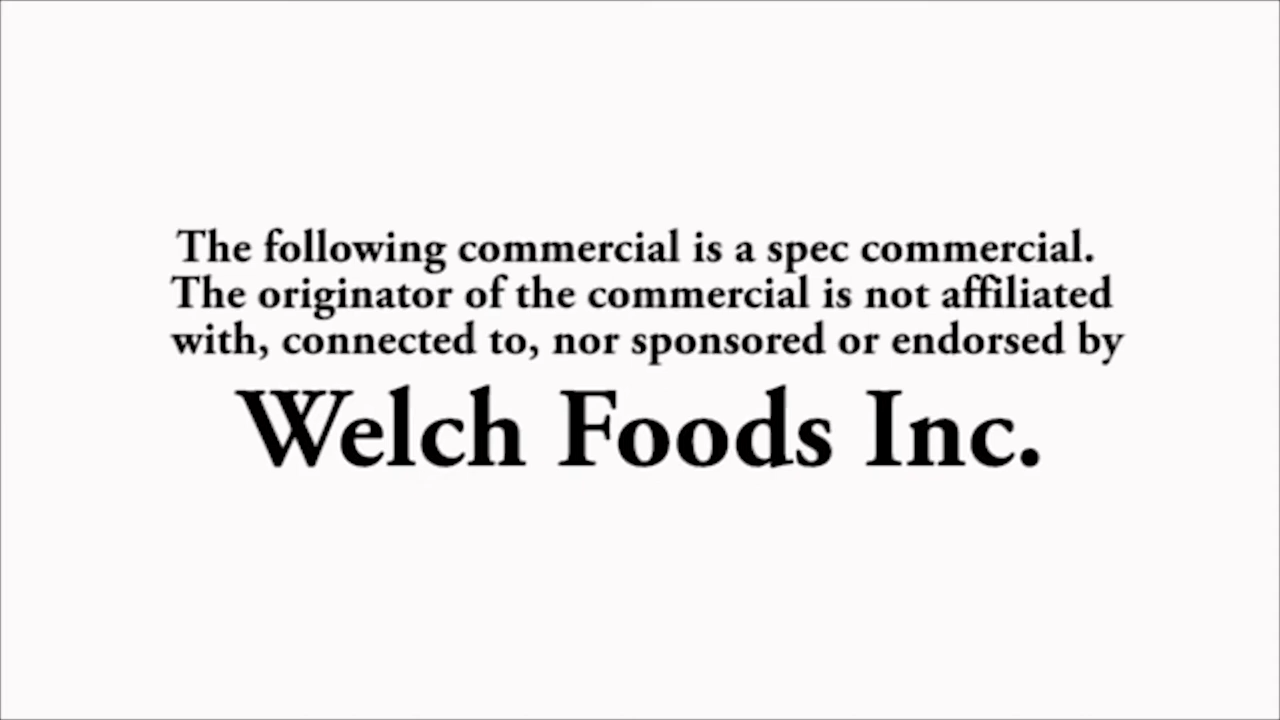 The following commercial is a spec commercial.
The originator of the commercial is not affiliated
with, connected to, nor sponsored or endorsed by
Welch Foods Inc.